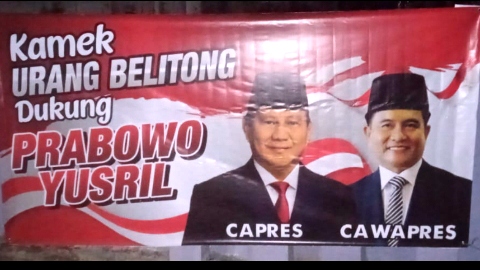 Kamek
URANG BELITONG
Dukung
PRABOWO
YUSRIL
CAPRES
CAWAPRES